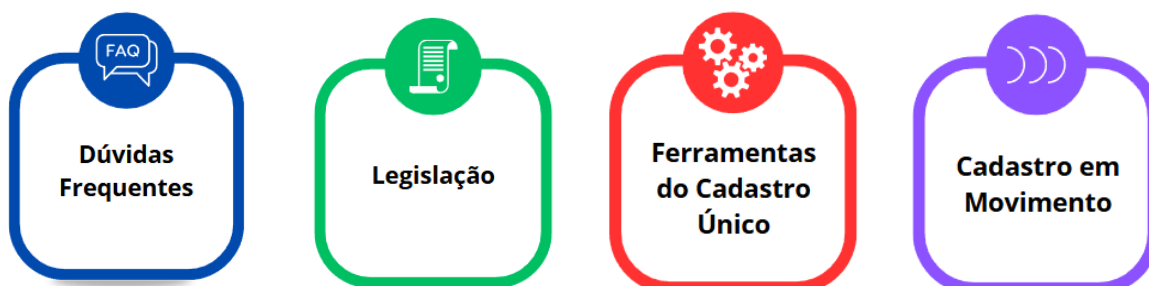 FAQ
Dúvidas
Frequentes
Legislação
Ferramentas
do Cadastro
Único
Cadastro em
Movimento